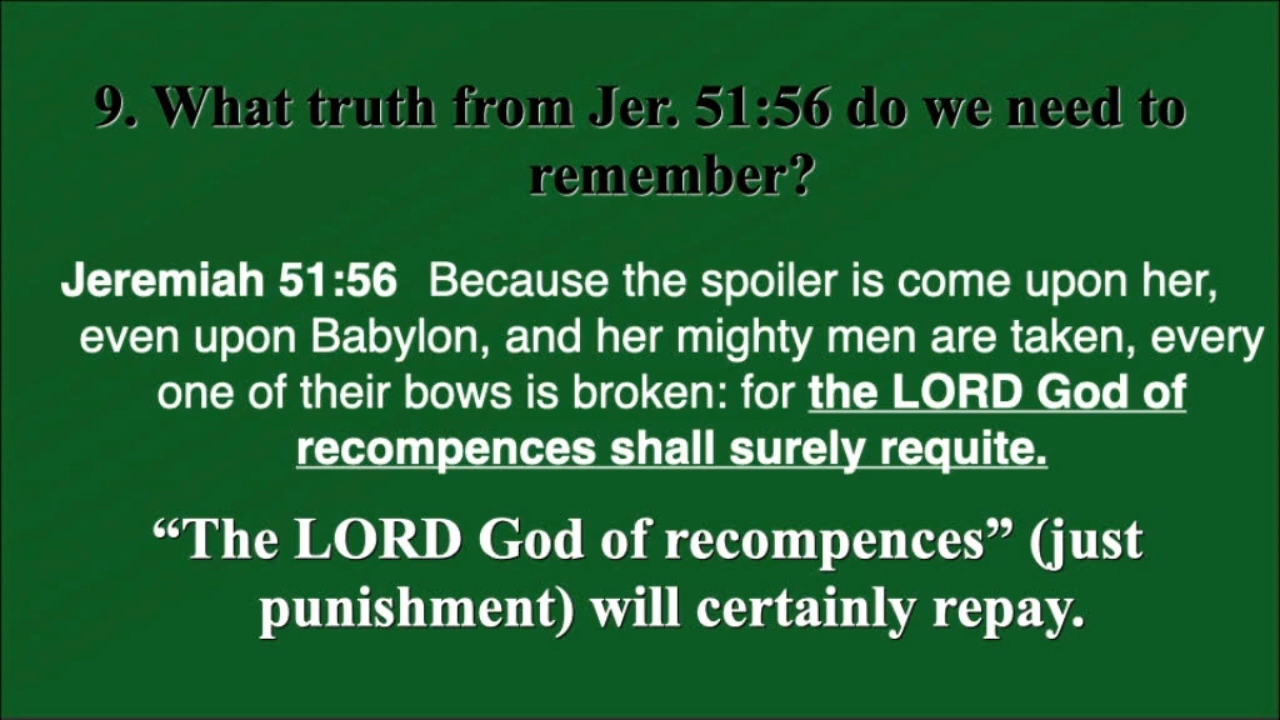 9. What truth from Jer. 51:56 do we need to
remember?
Jeremiah 51:56 Because the spoiler is come upon her,
even upon Babylon, and her mighty men are taken, every
one of their bows is broken: for the LORD God of
recompences shall surely requite.
“The LORD God of recompences” (just
punishment) will certainly repay.